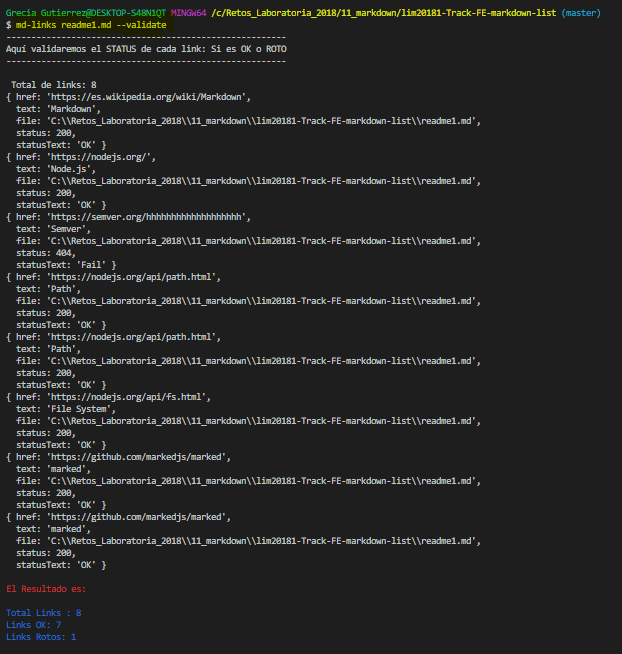 Grecia Gutierrez@DESKTOP-S48N1QT MINGW64 /c/Retos_Laboratoria_2018/11_markdown/lim20181-Track-FE-markdown-list (master)
$ md-links readme1.md --validate
--------------------------------------------------------
Aquí validaremos el STATUS de cada link: Si es OK o ROTO
--------------------------------------------------------
Total de links: 8
{ href: 'https://es.wikipedia.org/wiki/Markdown',
text: 'Markdown',
file: 'C:\\Retos_Laboratoria_2018\\11_markdown\\lim20181-Track-FE-markdown-list\\readme1.md',
status: 200,
statusText: 'OK' }
{ href: 'https://nodejs.org/',
text: 'Node.js',
file: 'C:\\Retos_Laboratoria_2018\\11_markdown\\lim20181-Track-FE-markdown-list\\readme1.md',
status: 200,
statusText: 'OK' }
{ href: 'https://semver.org/hhhhhhhhhhhhhhhhhhh',
text: 'Semver',
file: 'C:\\Retos_Laboratoria_2018\\11_markdown\\lim20181-Track-FE-markdown-list\\readme1.md',
status: 404,
statusText: 'Fail' }
{ href: 'https://nodejs.org/api/path.html',
text: 'Path',
file: 'C:\\Retos_Laboratoria_2018\\11_markdown\\lim20181-Track-FE-markdown-list\\readme1.md',
status: 200,
statusText: 'OK' }
{ href: 'https://nodejs.org/api/path.html',
text: 'Path',
file: 'C:\\Retos_Laboratoria_2018\\11_markdown\\lim20181-Track-FE-markdown-list\\readme1.md',
status: 200,
statusText: 'OK' }
{ href: 'https://nodejs.org/api/fs.html',
text: 'File System',
file: 'C:\\Retos_Laboratoria_2018\\11_markdown\\lim20181-Track-FE-markdown-list\\readme1.md',
status: 200,
statusText: 'OK' }
{ href: 'https://github.com/markedjs/marked',
text: 'marked',
file: 'C:\\Retos_Laboratoria_2018\\11_markdown\\lim20181-Track-FE-markdown-list\\readme1.md',
status: 200,
statusText: 'OK' }
{ href: 'https://github.com/markedjs/marked',
text: 'marked',
file: 'C:\\Retos_Laboratoria_2018\\11_markdown\\lim20181-Track-FE-markdown-list\\readme1.md',
status: 200,
statusText: 'OK' }
El Resultado es:
Total Links : 8
Links OK: 7
Links Rotos: 1